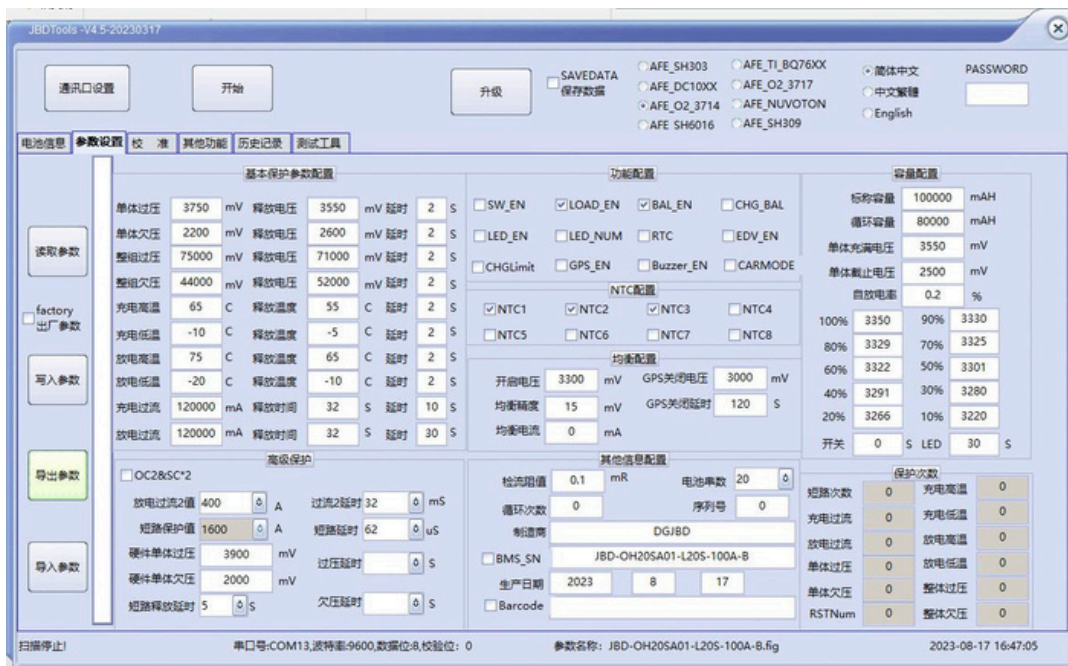 JBDTools -V4.5-20230317
通讯口设置 开始 升级 SAVEDATA 保存数据
AFE_SH303 AFE_TI_BQ76XX
AFE_DC10XX AFE_O2_3717
AFE_O2_3714 AFE_NUVOTON
AFE SH6016 AFE_SH309
简体中文
中文繁體
English
PASSWORD
电池信息 参数设置 校 准 其他功能 历史记录 测试工具
读取参数
factory
出厂参数
写入参数
导出参数
导入参数
基本保护参数配置
单体过压 3750 mV 释放电压 3550 mV 延时 2 S
单体欠压 2200 mV 释放电压 2600 mV 延时 2 S
整组过压 75000 mV 释放电压 71000 mV 延时 2 S
整组欠压 44000 mV 释放电压 52000 mV 延时 2 S
充电高温 65 C 释放温度 55 C 延时 2 S
充电低温 -10 C 释放温度 -5 C 延时 2 S
放电高温 75 C 释放温度 65 C 延时 2 S
放电低温 -20 C 释放温度 -10 C 延时 2 S
充电过流 120000 mA 释放时间 32 S 延时 10 S
放电过流 120000 mA 释放时间 32 S 延时 30 S
高级保护
OC2&SC*2
放电过流2值 400 A 过流2延时 32 mS
短路保护值 1600 A 短路延时 62 uS
硬件单体过压 3900 mV 过压延时 S
硬件单体欠压 2000 mV
短路释放延时 5 S 欠压延时 S
功能配置
SW_EN LOAD_EN BAL_EN CHG_BAL
LED_EN LED_NUM RTC EDV_EN
CHGLimit GPS_EN Buzzer_EN CARMODE
NTC配置
NTC1 NTC2 NTC3 NTC4
NTC5 NTC6 NTC7 NTC8
均衡配置
开启电压 3300 mV GPS关闭电压 3000 mV
均衡精度 15 mV GPS关闭延时 120 S
均衡电流 0 mA
其他信息配置
检流阻值 0.1 mR 电池串数 20
循环次数 0 序列号 0
制造商 DGJBD
BMS_SN JBD-OH20SA01-L20S-100A-B
生产日期 2023 8 17
Barcode
容量配置
标称容量 100000 mAH
循环容量 80000 mAH
单体充满电压 3550 mV
单体截止电压 2500 mV
自放电率 0.2 %
100% 3350 90% 3330
80% 3329 70% 3325
60% 3322 50% 3301
40% 3291 30% 3280
20% 3266 10% 3220
开关 0 S LED 30 S
保护次数
短路次数 0 充电高温 0
充电过流 0 充电低温 0
放电过流 0 放电高温 0
单体过压 0 放电低温 0
单体欠压 0 整体过压 0
RSTNum 0 整体欠压 0
扫描停止! 串口号:COM13,波特率:9600,数据位:8,校验位：0 参数名称：JBD-OH20SA01-L20S-100A-B.fig 2023-08-17 16:47:05